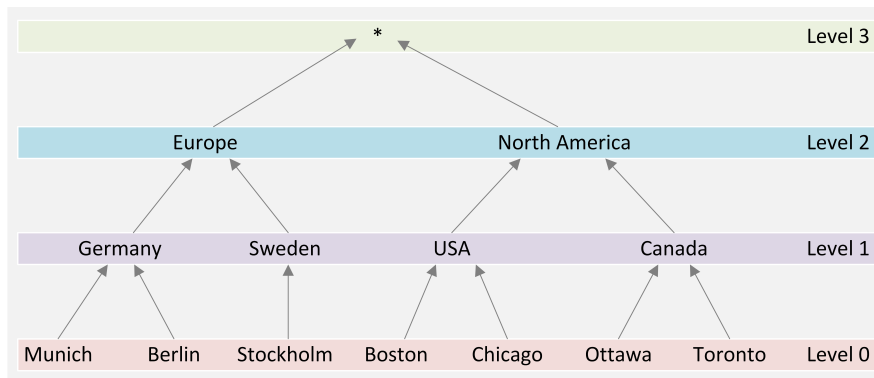 * Level 3
Europe North America Level 2
Germany Sweden USA Canada Level 1
Munich Berlin Stockholm Boston Chicago Ottawa Toronto Level 0